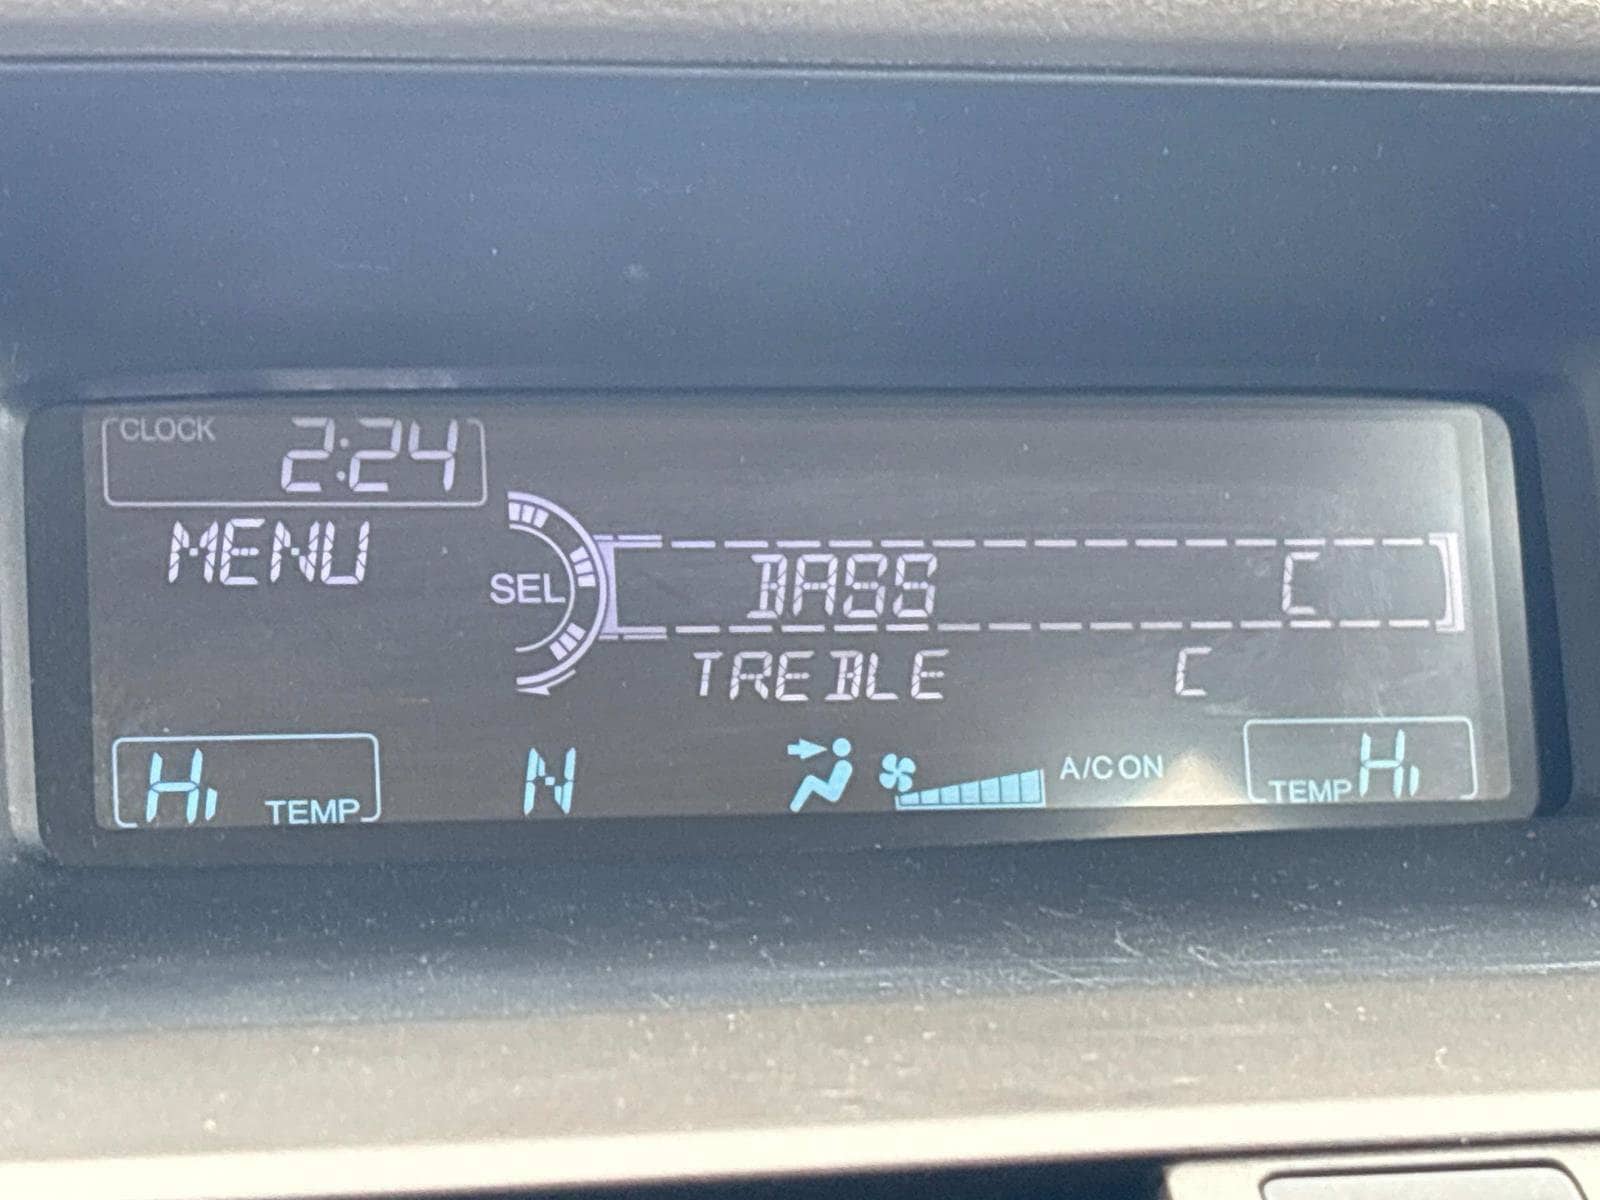 CLOCK 2:24
MENU
SEL BASS C
TREBLE C
Hi TEMP N A/C ON TEMP Hi